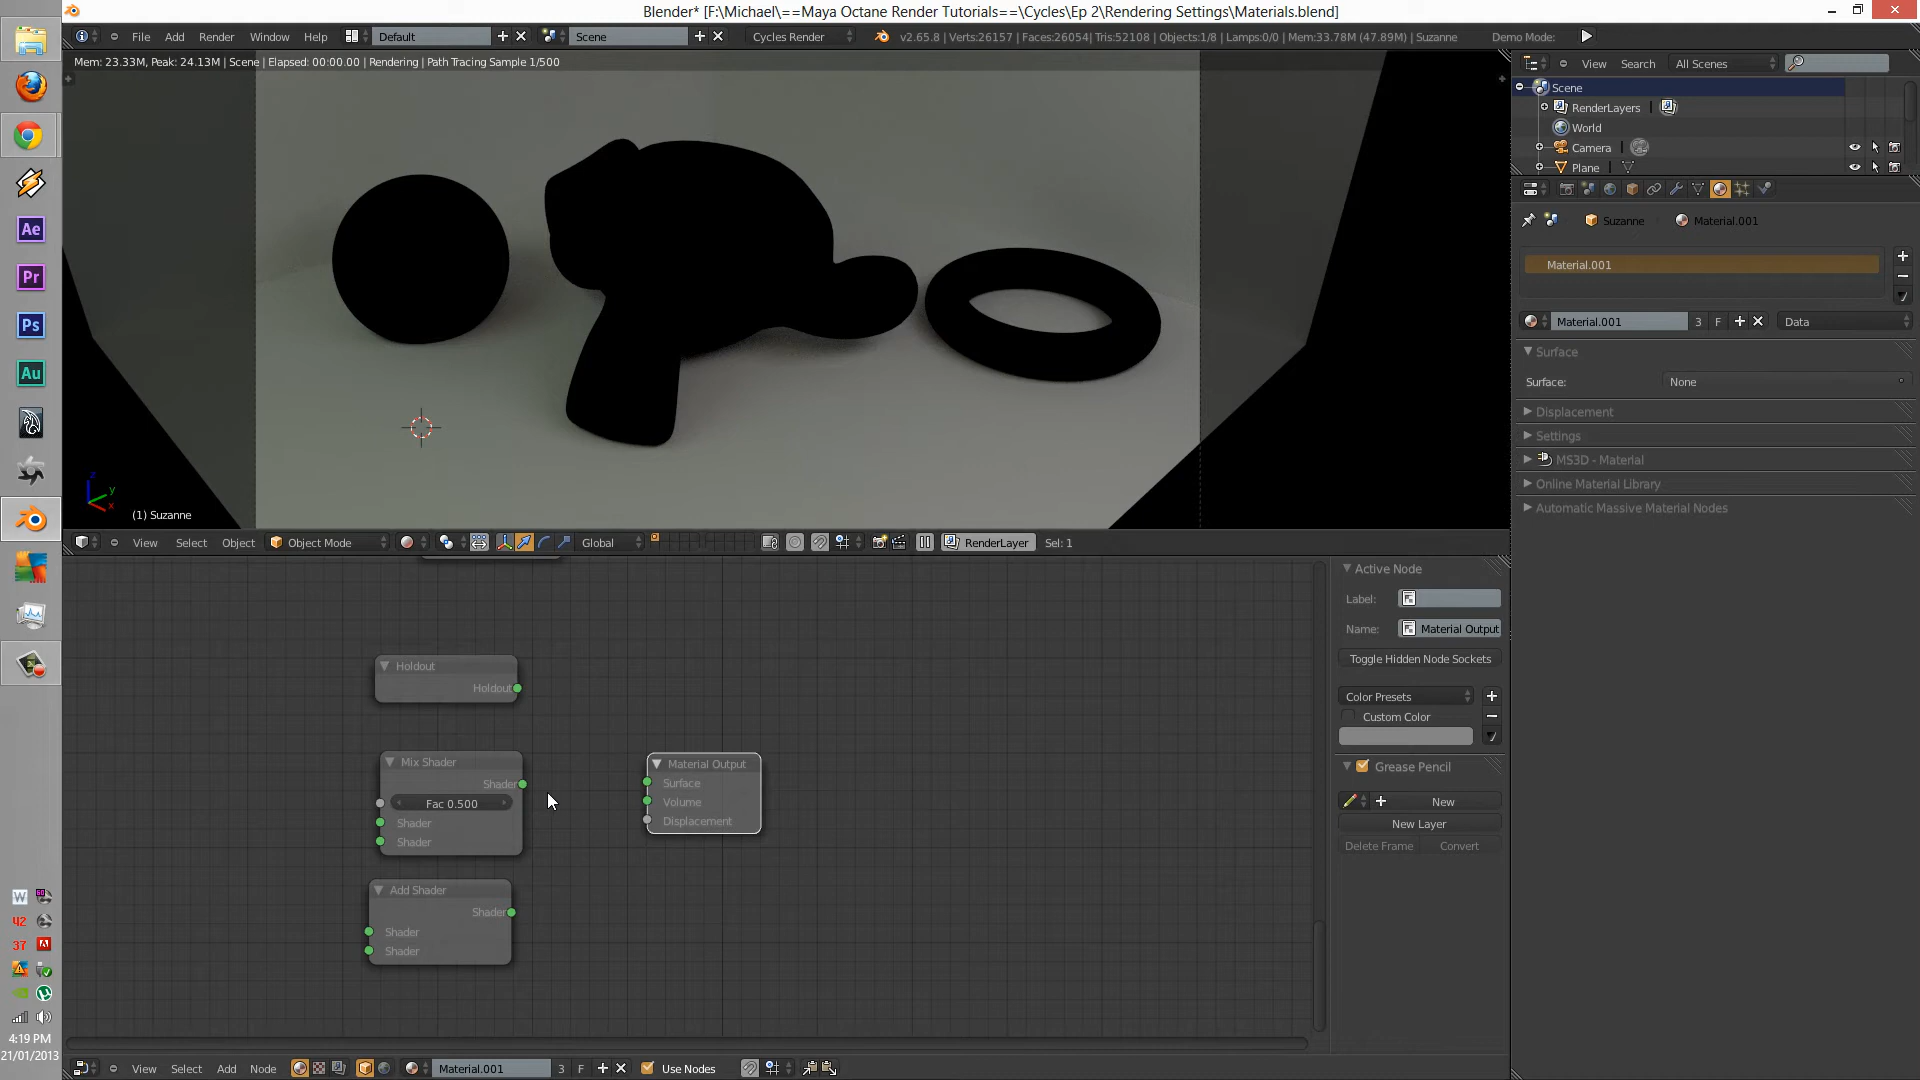 Blender* [F:\Michael\==Maya Octane Render Tutorials==\Cycles\Ep 2\Rendering Settings\Materials.blend]
File Add Render Window Help Default Scene Cycles Render v2.65.8 | Verts:26157 | Faces:26054| Tris:52108 | Objects:1/8 | Lamps:0/0 | Mem:33.78M (47.89M) | Suzanne Demo Mode:
Mem: 23.33M, Peak: 24.13M | Scene | Elapsed: 00:00.00 | Rendering | Path Tracing Sample 1/500
View Search All Scenes
Scene
RenderLayers
World
Camera
Plane
Suzanne Material.001
Material.001
Material.001 3 F Data
Surface
Surface: None
Displacement
Settings
MS3D - Material
Online Material Library
Automatic Massive Material Nodes
Ae
Pr
Ps
Au
z
y
x
(1) Suzanne
View Select Object Object Mode Global RenderLayer Sel: 1
Holdout
Holdout
Mix Shader
Shader
Fac 0.500
Shader
Shader
Add Shader
Shader
Shader
Shader
Material Output
Surface
Volume
Displacement
Active Node
Label:
Name: Material Output
Toggle Hidden Node Sockets
Color Presets
Custom Color
Grease Pencil
New
New Layer
Delete Frame Convert
View Select Add Node Material.001 3 F Use Nodes
W
42
37
4:19 PM
21/01/2013